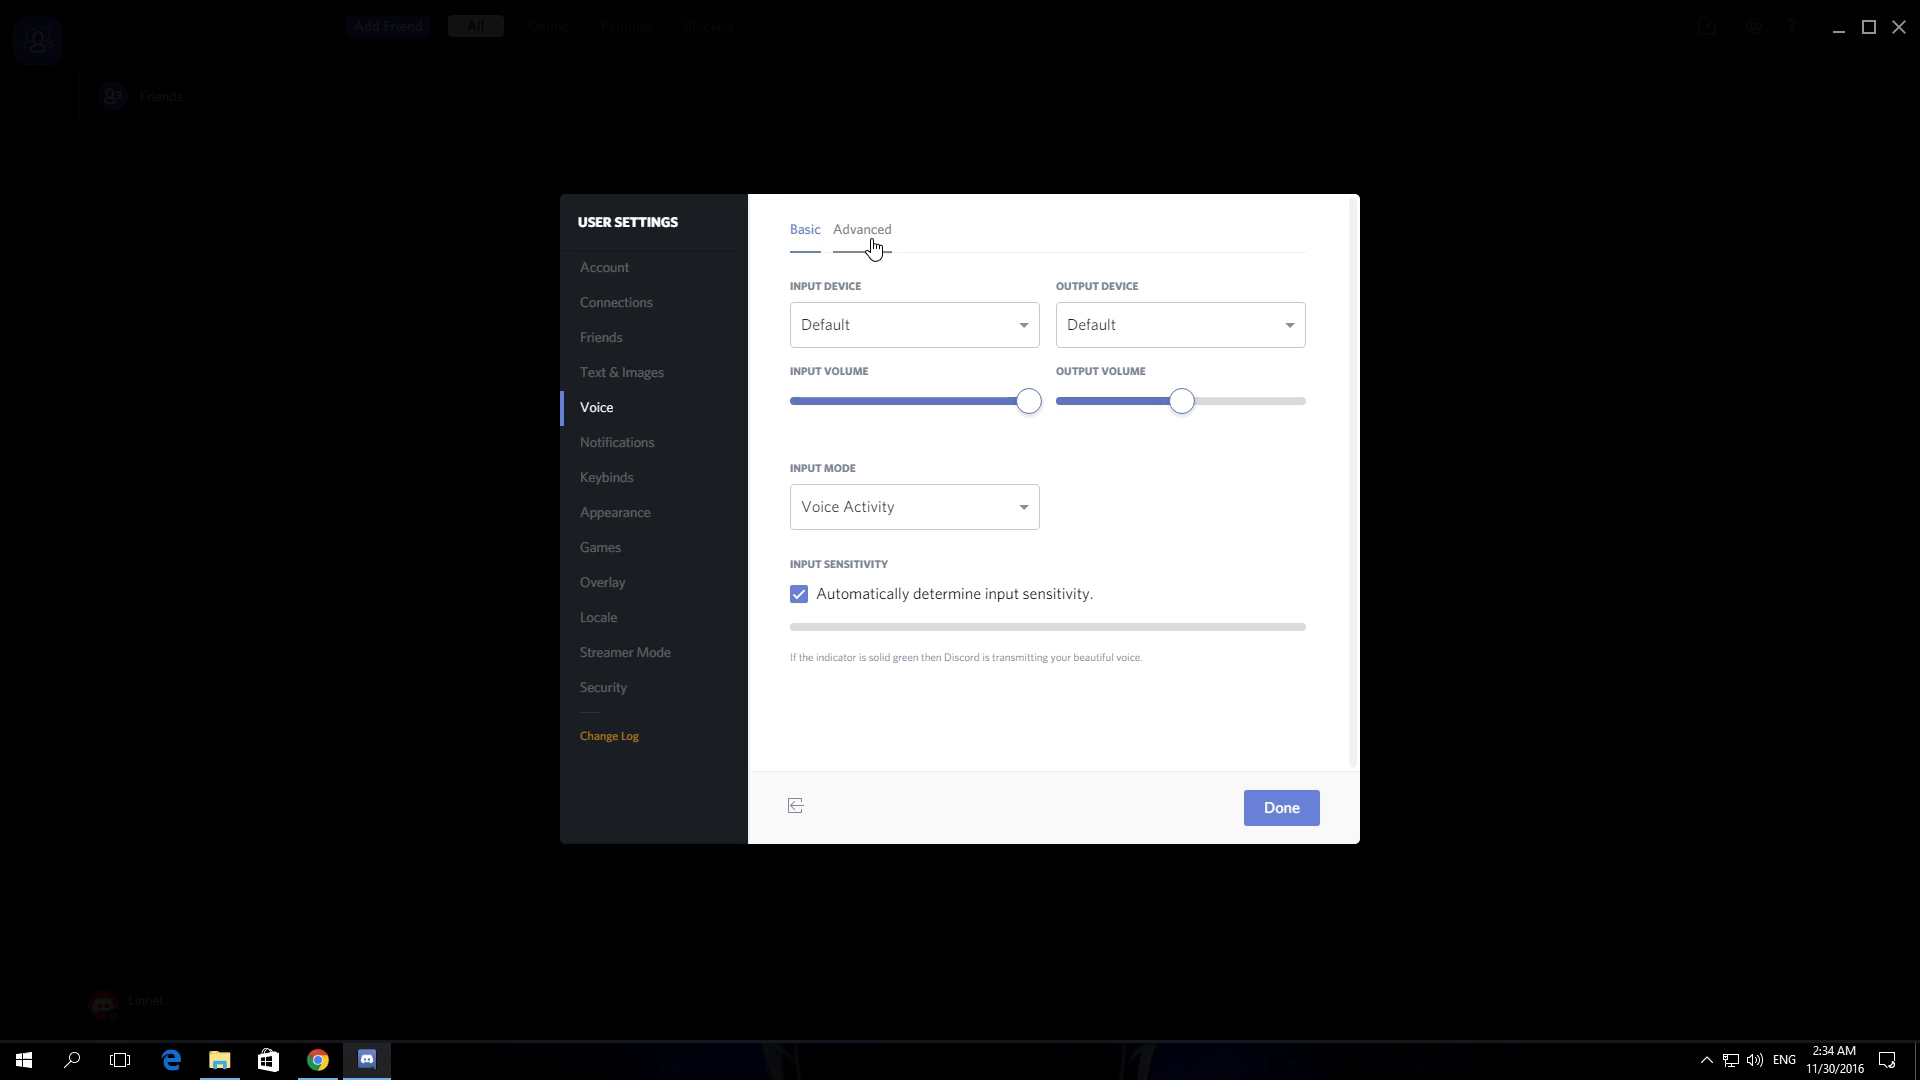 Add Friend All Online Pending Blocked
Friends
USER SETTINGS
Account
Connections
Friends
Text & Images
Voice
Notifications
Keybinds
Appearance
Games
Overlay
Locale
Streamer Mode
Security
Change Log
Basic Advanced
INPUT DEVICE OUTPUT DEVICE
Default Default
INPUT VOLUME OUTPUT VOLUME
INPUT MODE
Voice Activity
INPUT SENSITIVITY
Automatically determine input sensitivity.
If the indicator is solid green then Discord is transmitting your beautiful voice.
Done
Linnet
ENG
2:34 AM
11/30/2016